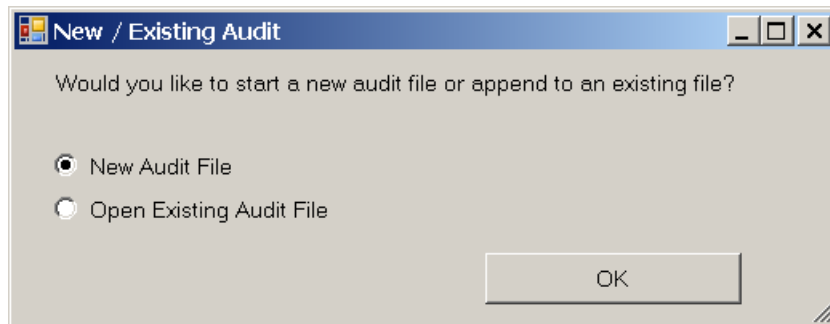 New / Existing Audit
Would you like to start a new audit file or append to an existing file?
New Audit File
Open Existing Audit File
OK